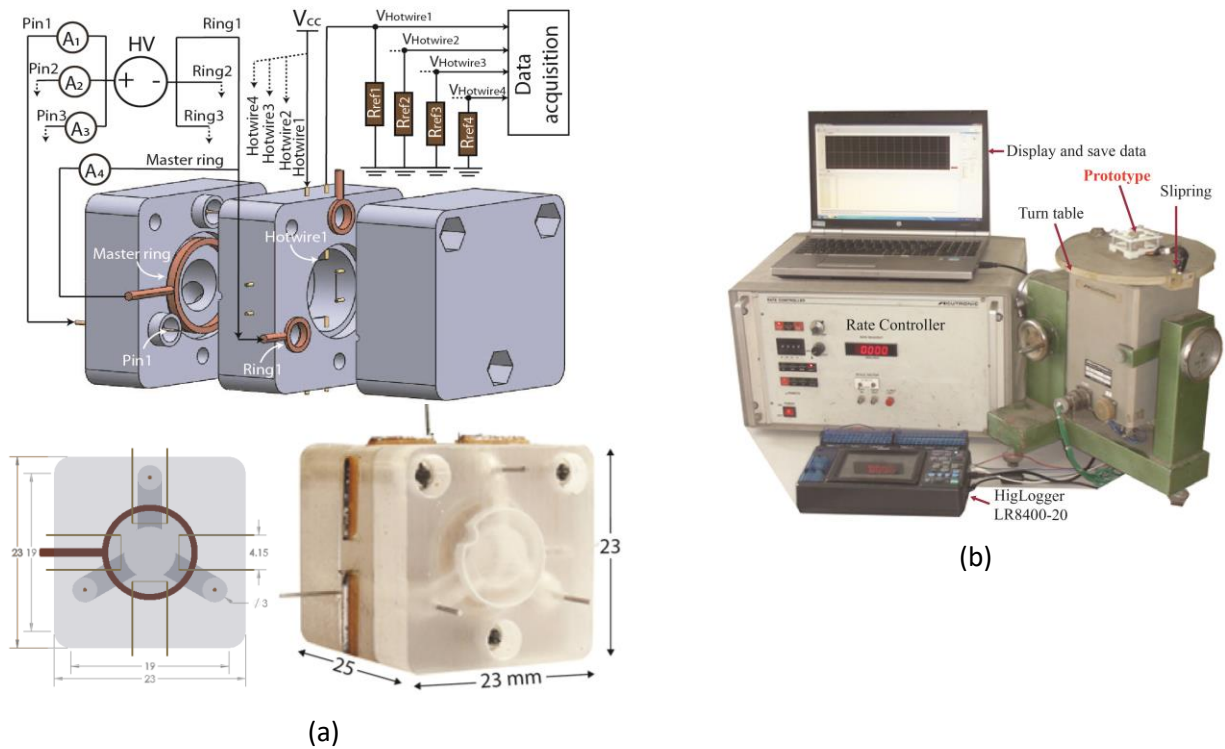 Pin1
A1
Pin2
A2
Pin3
A3
HV
+
-
Ring1
Ring2
Ring3
Master ring
A4
Vcc
Hotwire4
Hotwire3
Hotwire2
Hotwire1
VHotwire1
VHotwire2
VHotwire3
VHotwire4
Rref1
Rref2
Rref3
Rref4
Data
acquisition
Master ring
Hotwire1
Pin1
Ring1
23
19
4.15
/ 3
19
23
23
25
23 mm
(a)
Display and save data
Prototype
Slipring
Turn table
RATE CONTROLLER
ACUTRONIC
Rate Controller
HigLogger
LR8400-20
(b)